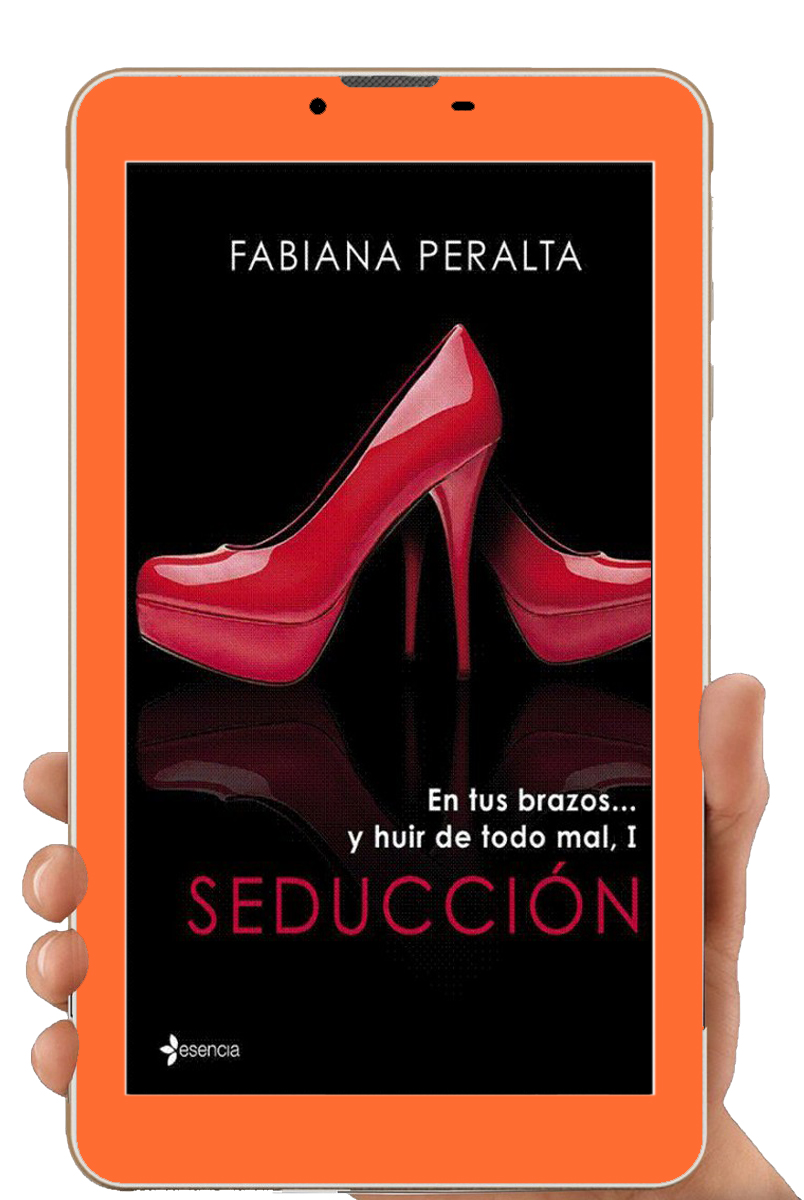 FABIANA PERALTA
En tus brazos...
y huir de todo mal, I
SEDUCCIÓN
esencia